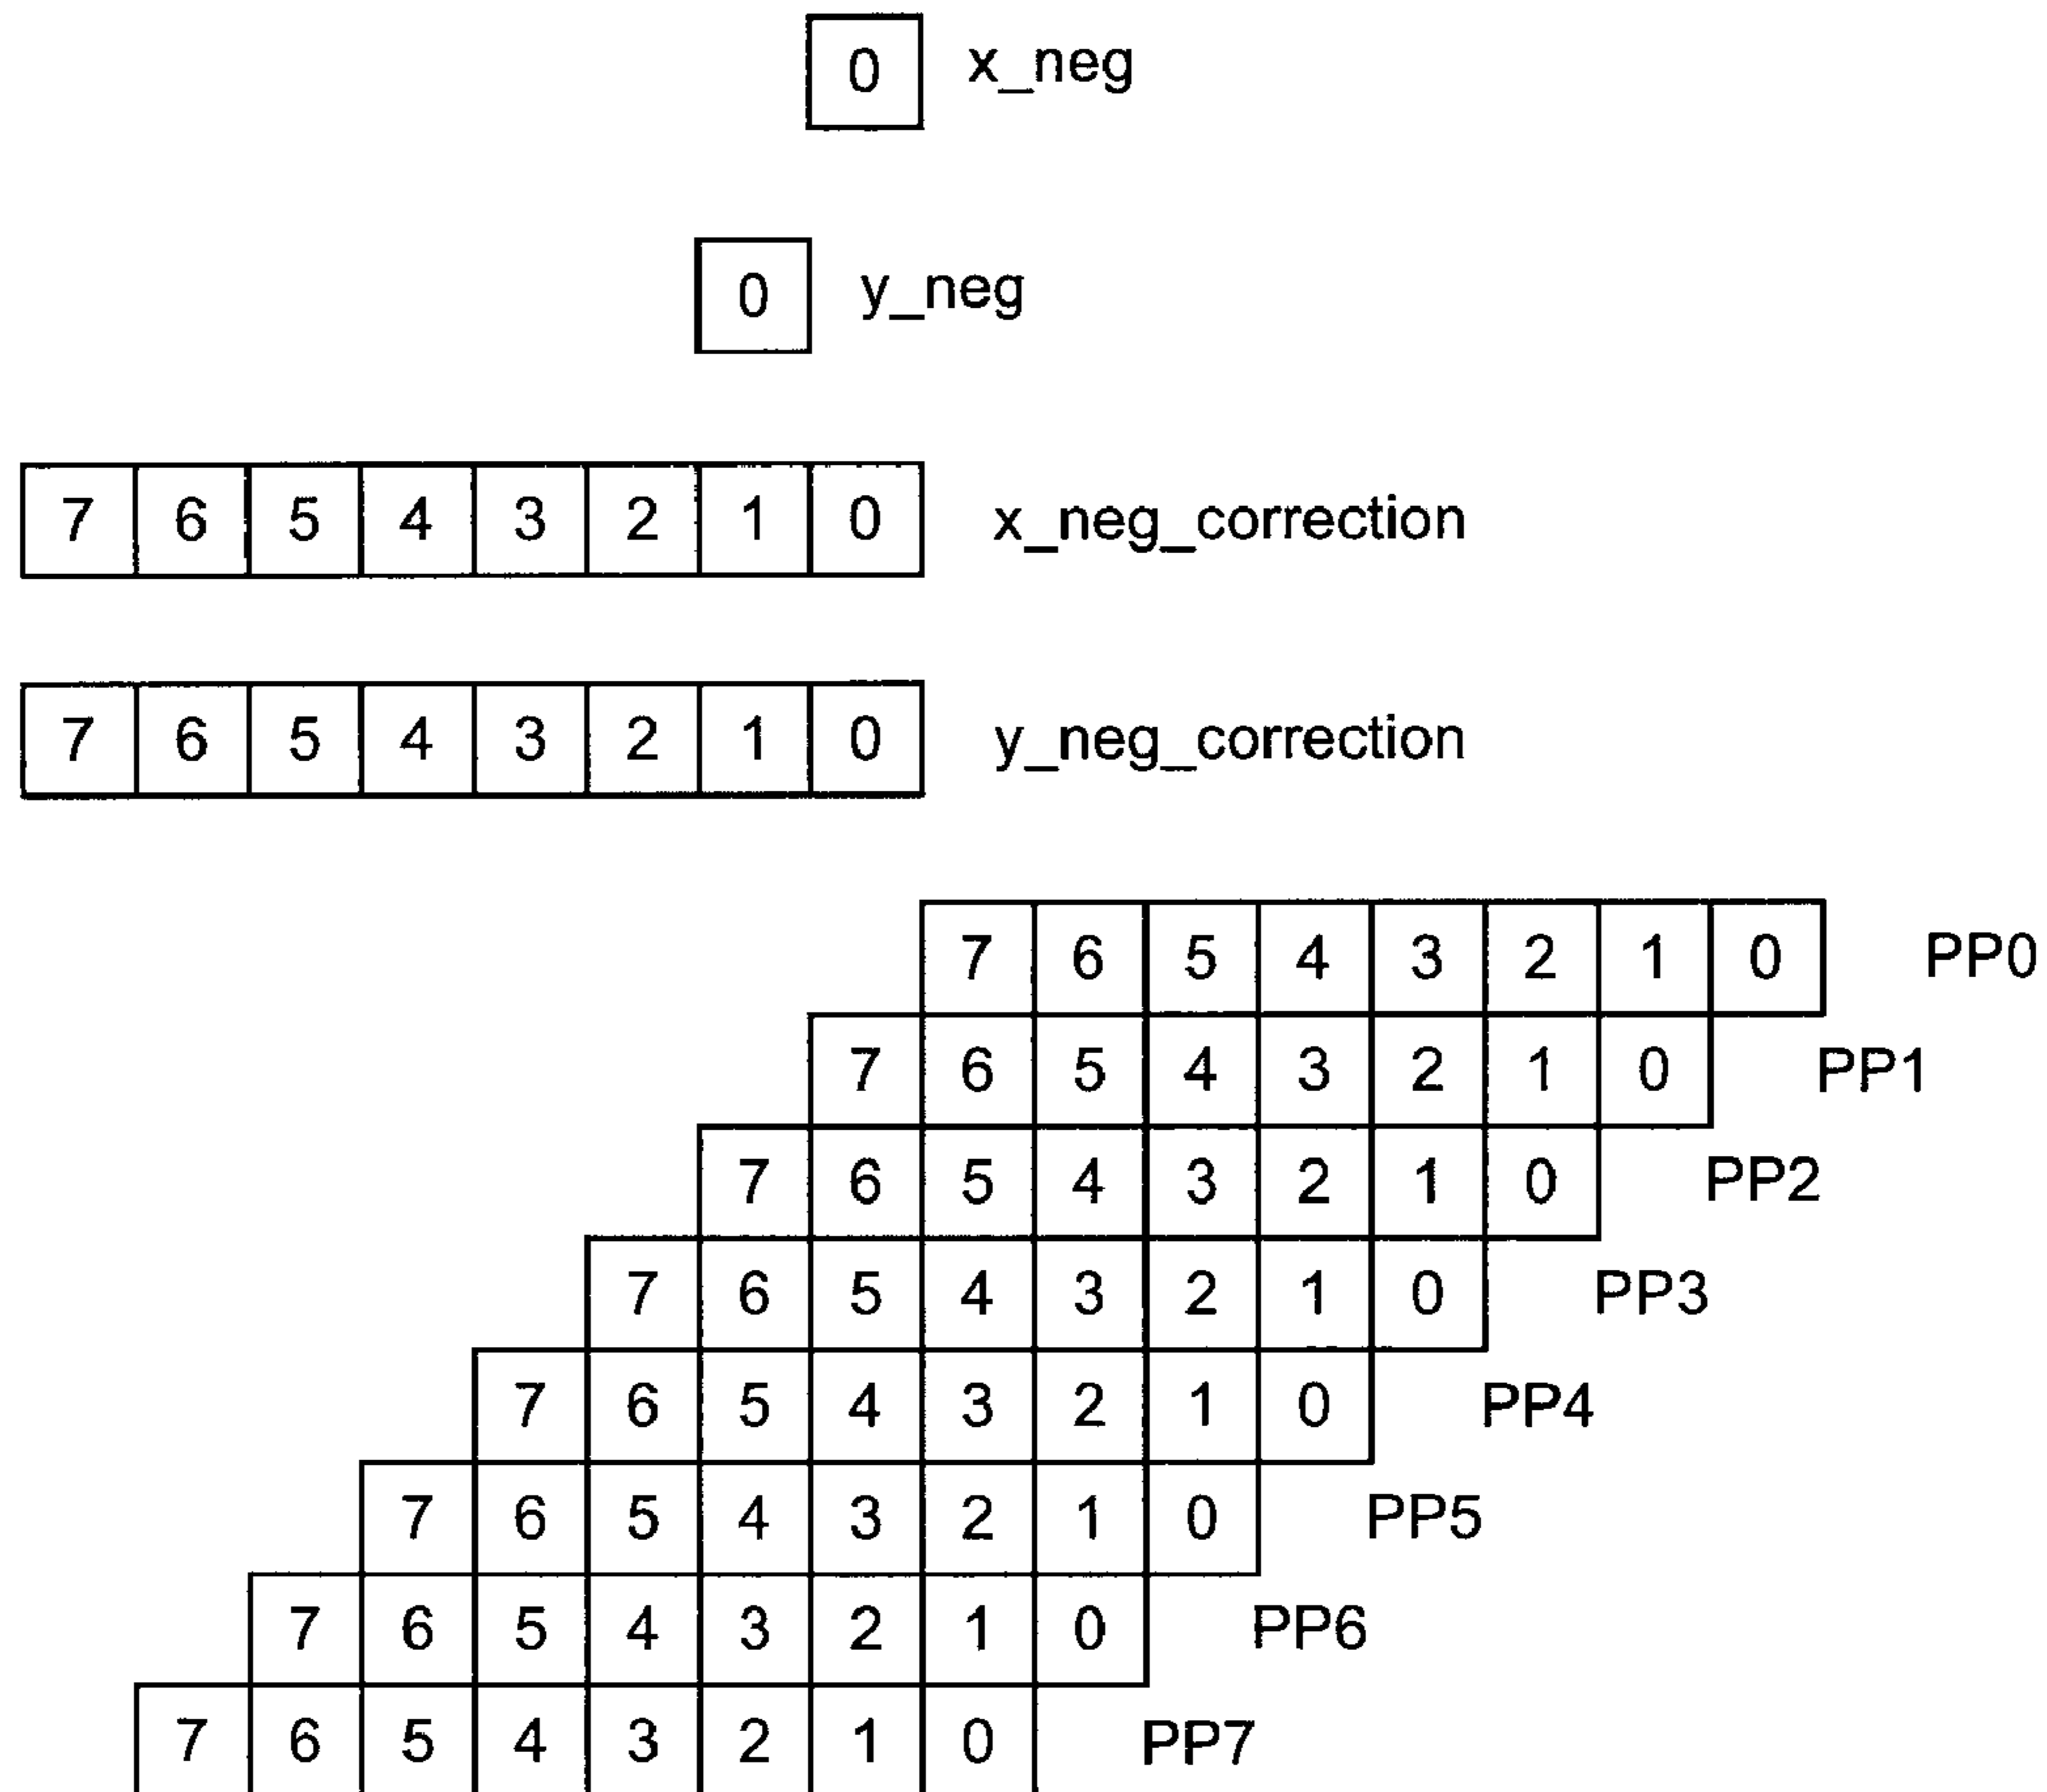 0 x_neg
0 y_neg
7 6 5 4 3 2 1 0 x_neg_correction
7 6 5 4 3 2 1 0 y_neg_correction
7 6 5 4 3 2 1 0 PP0
7 6 5 4 3 2 1 0 PP1
7 6 5 4 3 2 1 0 PP2
7 6 5 4 3 2 1 0 PP3
7 6 5 4 3 2 1 0 PP4
7 6 5 4 3 2 1 0 PP5
7 6 5 4 3 2 1 0 PP6
7 6 5 4 3 2 1 0 PP7